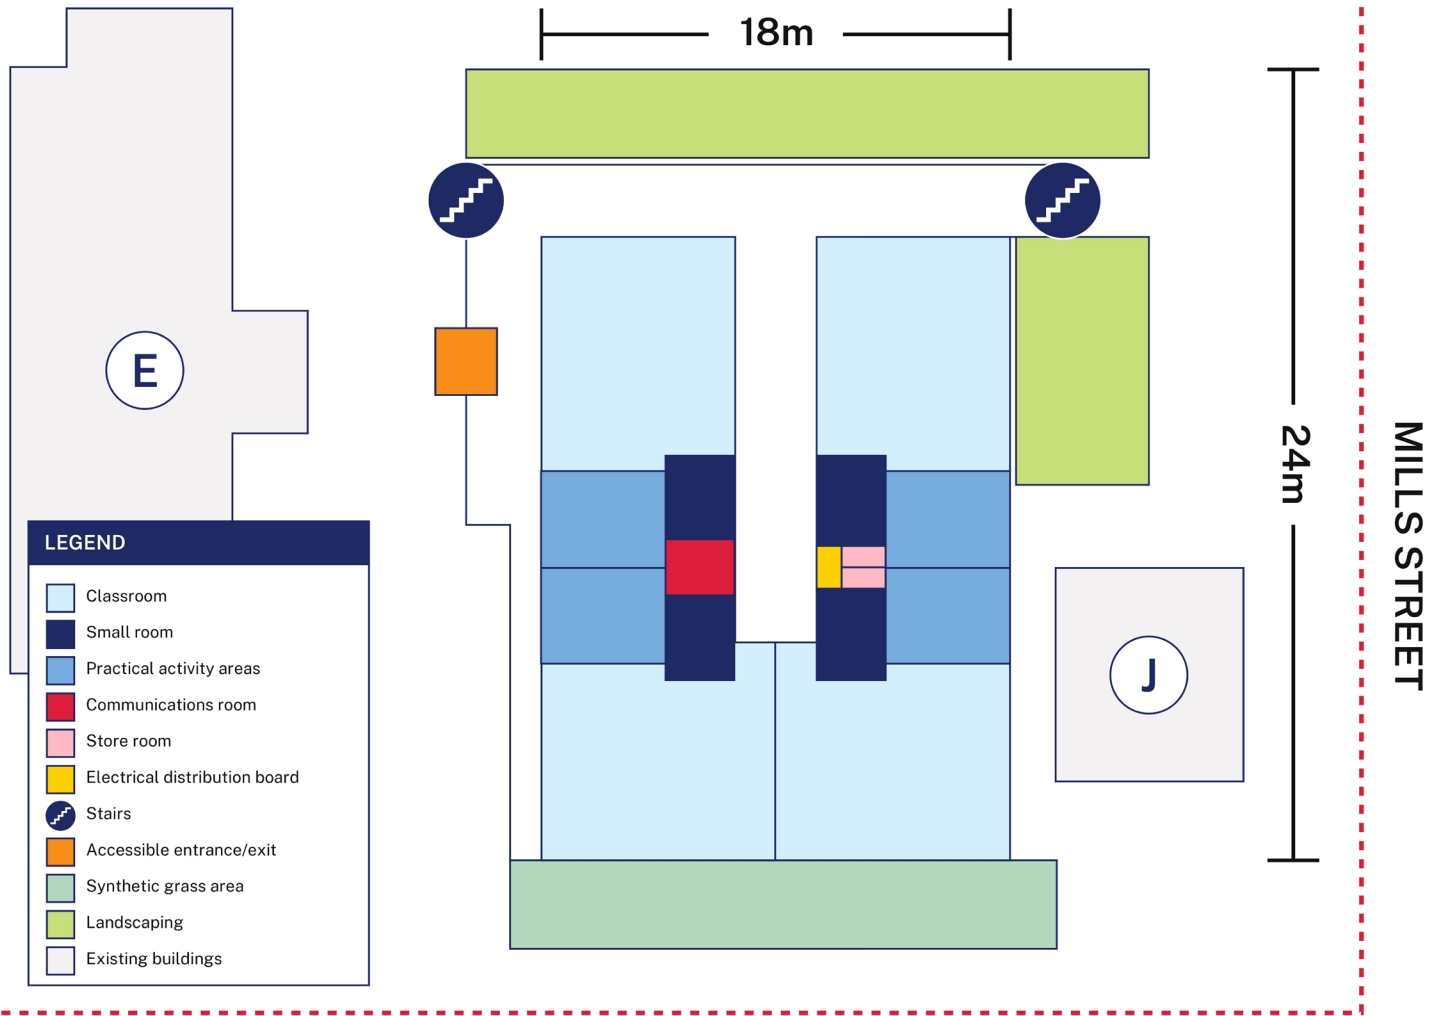 18m
24m
MILLS STREET
E
J
LEGEND
Classroom
Small room
Practical activity areas
Communications room
Store room
Electrical distribution board
Stairs
Accessible entrance/exit
Synthetic grass area
Landscaping
Existing buildings